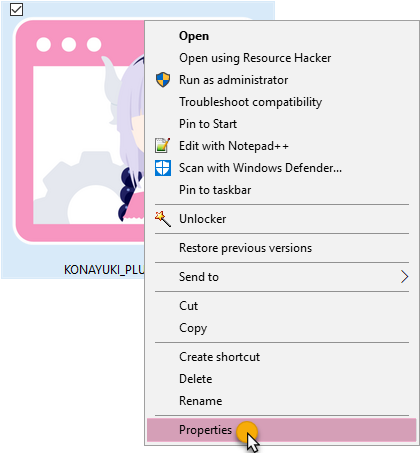 Open
Open using Resource Hacker
Run as administrator
Troubleshoot compatibility
Pin to Start
Edit with Notepad++
Scan with Windows Defender...
Pin to taskbar
Unlocker
Restore previous versions
Send to
Cut
Copy
KONAYUKI_PLU
Create shortcut
Delete
Rename
Properties